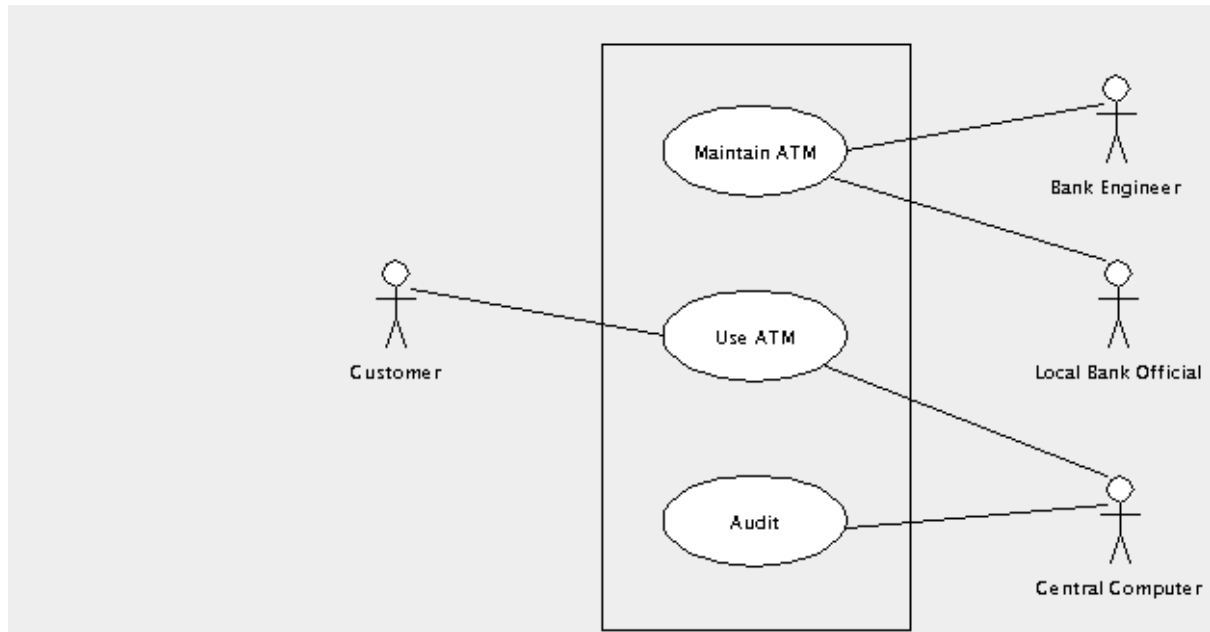 Maintain ATM
Bank Engineer
Customer
Use ATM
Local Bank Official
Audit
Central Computer